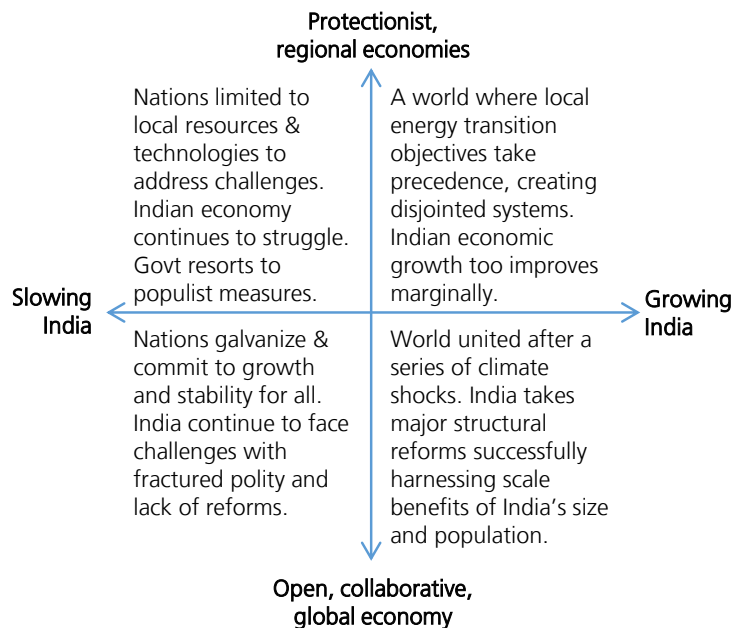 Protectionist,
regional economies
Nations limited to
local resources &
technologies to
address challenges.
Indian economy
continues to struggle.
Govt resorts to
populist measures.
A world where local
energy transition
objectives take
precedence, creating
disjointed systems.
Indian economic
growth too improves
marginally.
Slowing
India
Growing
India
Nations galvanize &
commit to growth
and stability for all.
India continue to face
challenges with
fractured polity and
lack of reforms.
World united after a
series of climate
shocks. India takes
major structural
reforms successfully
harnessing scale
benefits of India’s size
and population.
Open, collaborative,
global economy